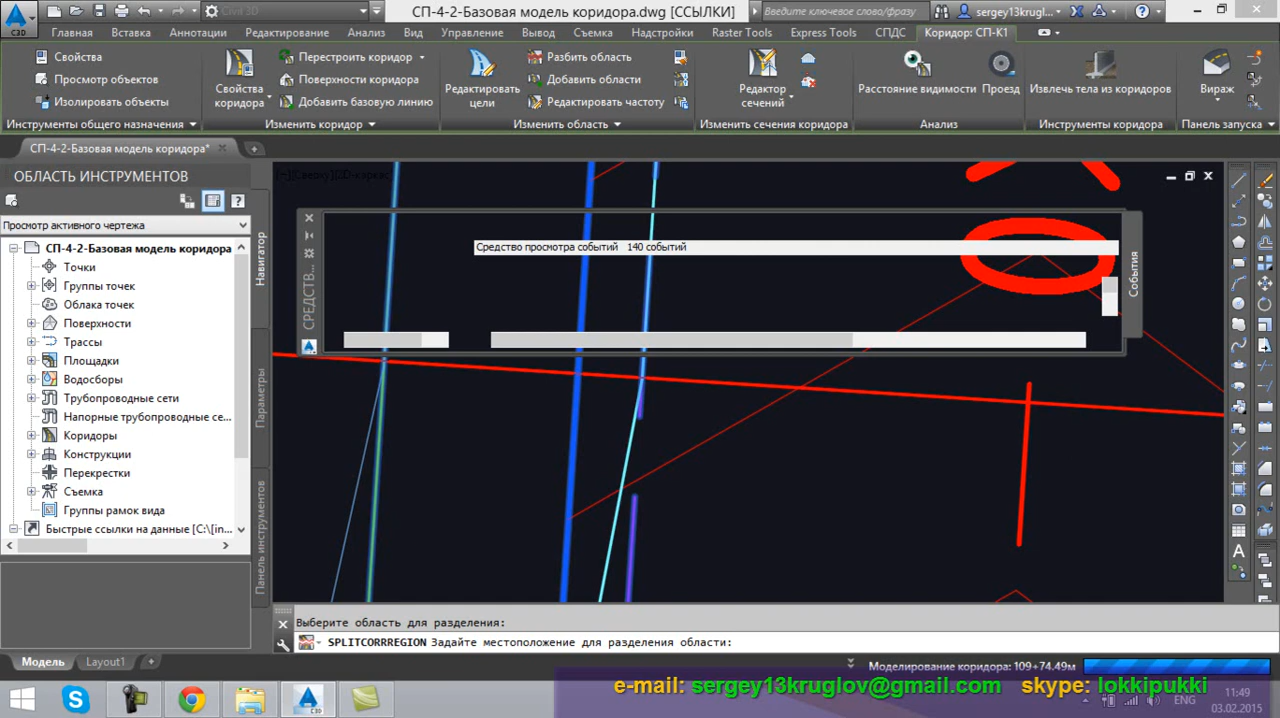 Civil 3D
СП-4-2-Базовая модель коридора.dwg [ССЫЛКИ]
Введите ключевое слово/фразу
sergey13krugl...
C3D
Главная
Вставка
Аннотации
Редактирование
Анализ
Вид
Управление
Вывод
Съемка
Надстройки
Raster Tools
Express Tools
СПДС
Коридор: СП-К1
Свойства
Просмотр объектов
Изолировать объекты
Инструменты общего назначения
Свойства
коридора
Перестроить коридор
Поверхности коридора
Добавить базовую линию
Изменить коридор
Редактировать
цели
Разбить область
Добавить области
Редактировать частоту
Изменить область
Редактор
сечений
Изменить сечения коридора
Расстояние видимости
Проезд
Анализ
Извлечь тела из коридоров
Инструменты коридора
Вираж
Панель запуска
СП-4-2-Базовая модель коридора*
ОБЛАСТЬ ИНСТРУМЕНТОВ
Просмотр активного чертежа
СП-4-2-Базовая модель коридора
Точки
Группы точек
Облака точек
Поверхности
Трассы
Площадки
Водосборы
Трубопроводные сети
Напорные трубопроводные се...
Коридоры
Конструкции
Перекрестки
Съемка
Группы рамок вида
Быстрые ссылки на данные [C:\[in...
Навигатор
Параметры
Панель инструментов
[−][Сверху][2D-каркас]
СРЕДСТВ...
Средство просмотра событий 140 событий
События
Выберите область для разделения:
SPLITCORRREGION Задайте местоположение для разделения области:
Модель
Layout1
Моделирование коридора: 109+74.49м
e-mail: sergey13kruglov@gmail.com skype: lokkipukki
ENG
11:49
03.02.2015